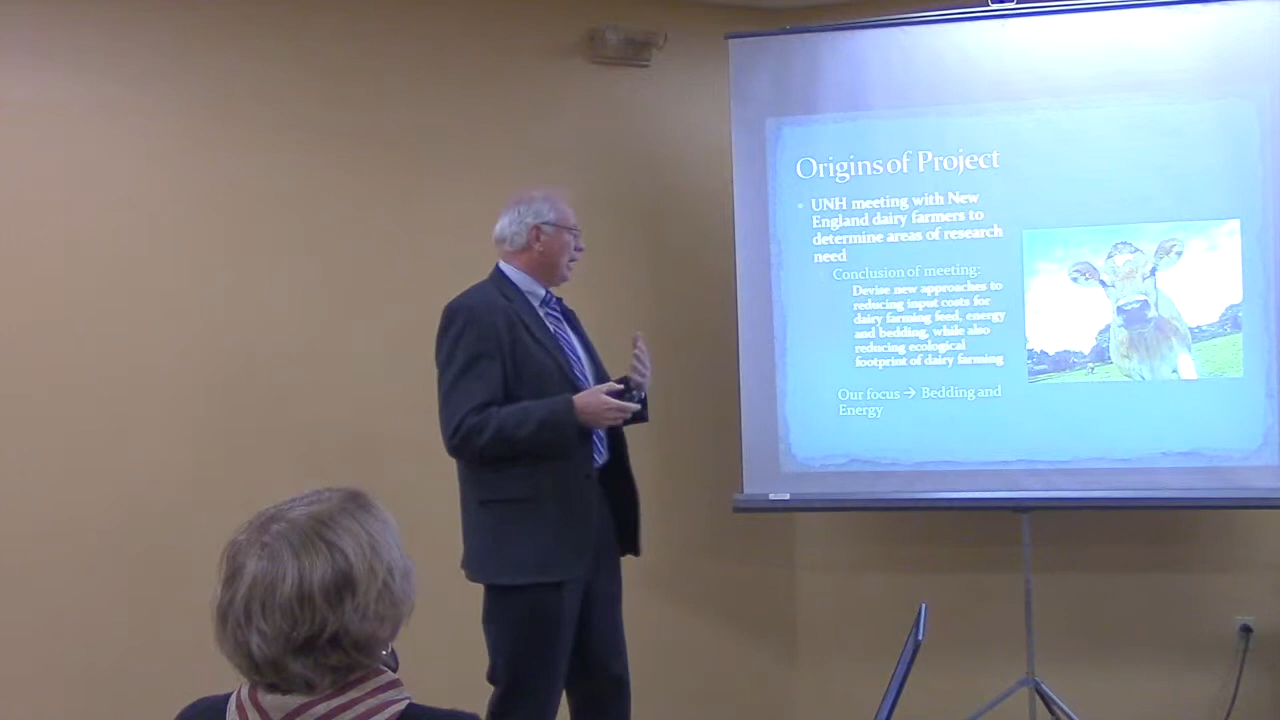 Origins of Project
UNH meeting with New
England dairy farmers to
determine areas of research
need
Conclusion of meeting:
Devise new approaches to
reducing input costs for
dairy farming feed, energy
and bedding, while also
reducing ecological
footprint of dairy farming
Our focus → Bedding and
Energy